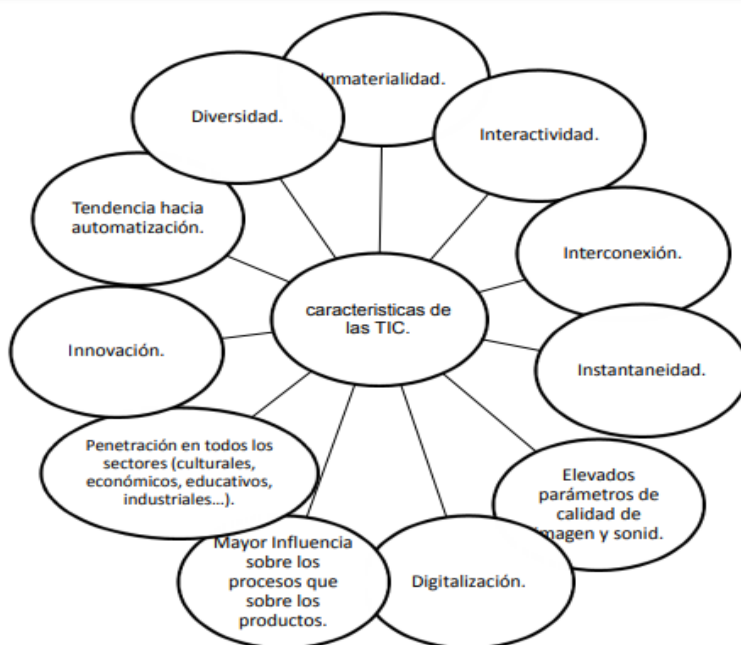 Inmaterialidad.
Diversidad.
Interactividad.
Tendencia hacia
automatización.
Interconexión.
caracteristicas de
las TIC.
Innovación.
Instantaneidad.
Penetración en todos los
sectores (culturales,
económicos, educativos,
industriales...).
Elevados
parámetros de
calidad de
imagen y sonid.
Mayor Influencia
sobre los
procesos que
sobre los
productos.
Digitalización.